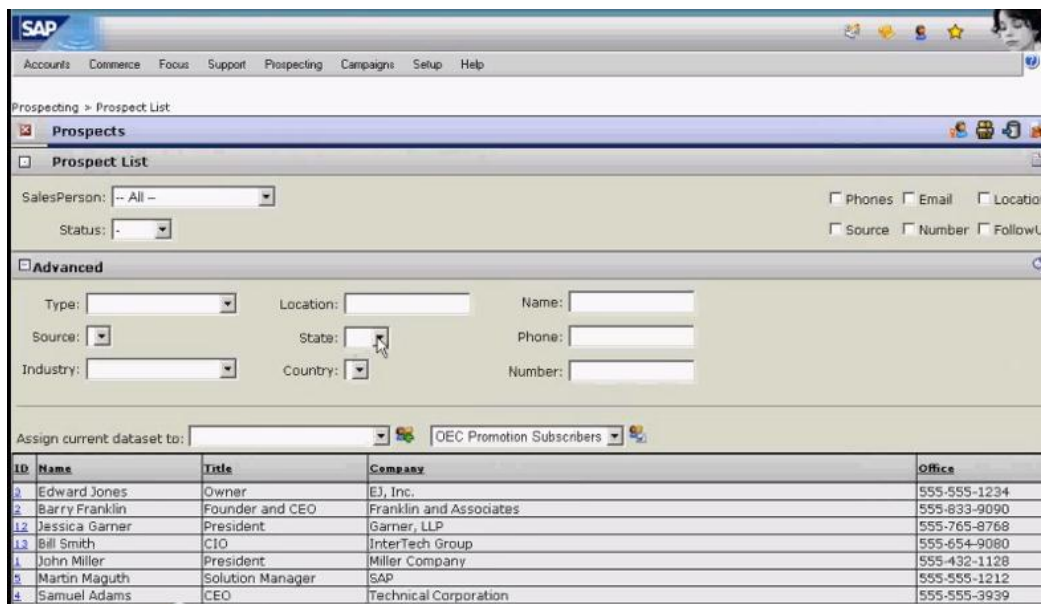 SAP
Accounts Commerce Focus Support Prospecting Campaigns Setup Help
Prospecting > Prospect List
Prospects
Prospect List
SalesPerson: -- All -- Phones Email Locatio
Status: - Source Number FollowU
Advanced
Type: Location: Name:
Source: State: Phone:
Industry: Country: Number:
Assign current dataset to: OEC Promotion Subscribers
ID Name Title Company Office
3 Edward Jones Owner EJ, Inc. 555-555-1234
2 Barry Franklin Founder and CEO Franklin and Associates 555-833-9090
12 Jessica Garner President Garner, LLP 555-765-8768
13 Bill Smith CIO InterTech Group 555-654-9080
1 John Miller President Miller Company 555-432-1128
5 Martin Maguth Solution Manager SAP 555-555-1212
4 Samuel Adams CEO Technical Corporation 555-555-3939